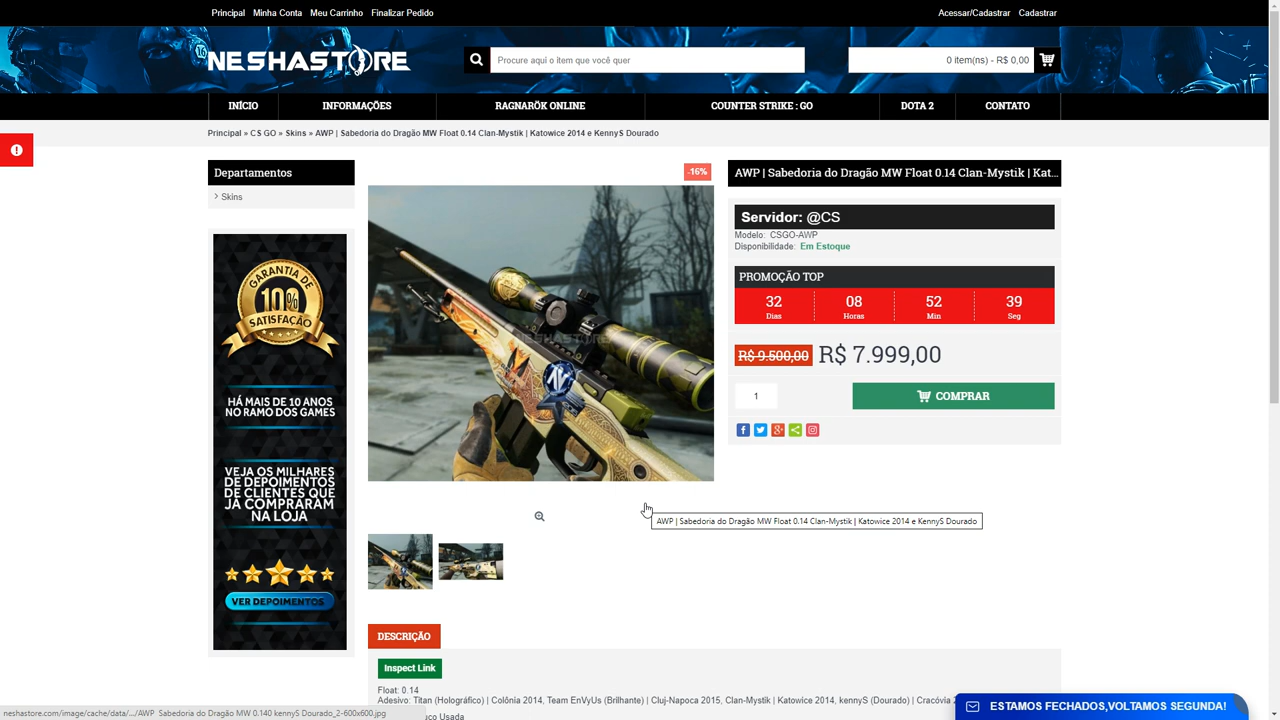 Principal Minha Conta Meu Carrinho Finalizar Pedido
Acessar/Cadastrar Cadastrar
NESHASTORE
Procure aqui o item que você quer
0 item(ns) - R$ 0,00
INÍCIO INFORMAÇÕES RAGNARÖK ONLINE COUNTER STRIKE : GO DOTA 2 CONTATO
Principal » CS GO » Skins » AWP | Sabedoria do Dragão MW Float 0.14 Clan-Mystik | Katowice 2014 e KennyS Dourado
Departamentos
Skins
GARANTIA DE
10%
SATISFAÇÃO
HÁ MAIS DE 10 ANOS
NO RAMO DOS GAMES
VEJA OS MILHARES
DE DEPOIMENTOS
DE CLIENTES QUE
JÁ COMPRARAM
NA LOJA
VER DEPOIMENTOS
-16%
NESHASTORE
AWP | Sabedoria do Dragão MW Float 0.14 Clan-Mystik | Kat...
Servidor: @CS
Modelo: CSGO-AWP
Disponibilidade: Em Estoque
PROMOÇÃO TOP
32 08 52 39
Dias Horas Min Seg
R$ 9.500,00 R$ 7.999,00
1
COMPRAR
AWP | Sabedoria do Dragão MW Float 0.14 Clan-Mystik | Katowice 2014 e KennyS Dourado
DESCRIÇÃO
Inspect Link
Float: 0.14
Adesivo: Titan (Holográfico) | Colônia 2014, Team EnVyUs (Brilhante) | Cluj-Napoca 2015, Clan-Mystik | Katowice 2014, kennyS (Dourado) | Cracóvia
Usada
neshastore.com/image/cache/data/.../AWP Sabedoria do Dragão MW 0.140 kennyS Dourado_2-600x600.jpg
ESTAMOS FECHADOS,VOLTAMOS SEGUNDA!